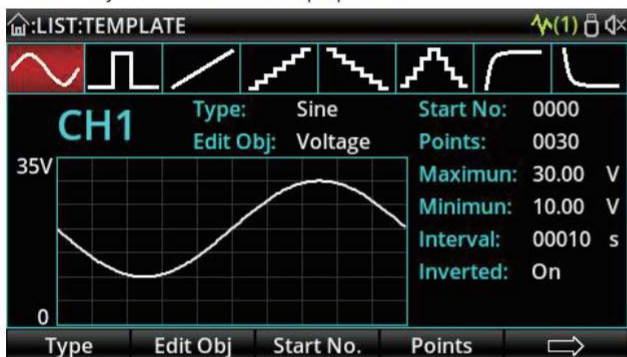 :LIST:TEMPLATE (1)
CH1
Type: Sine
Edit Obj: Voltage
35V
0
Start No: 0000
Points: 0030
Maximun: 30.00 V
Minimun: 10.00 V
Interval: 00010 s
Inverted: On
Type Edit Obj Start No. Points